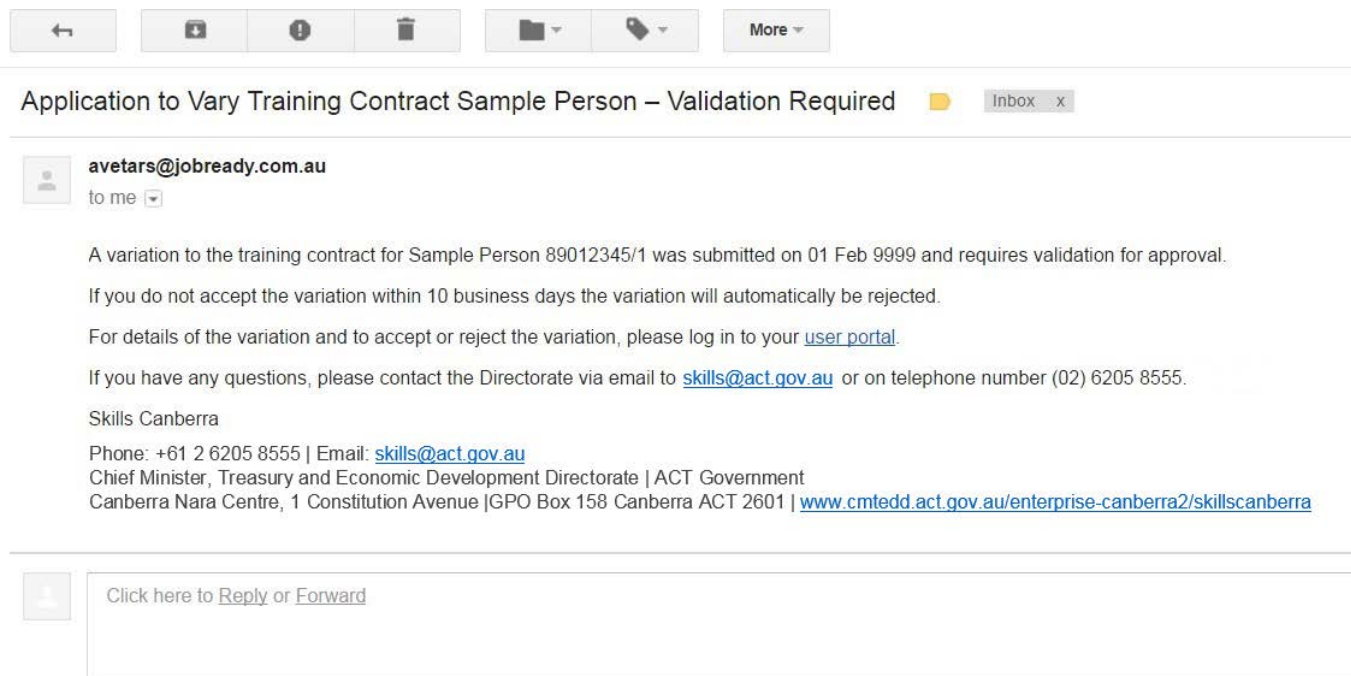 More
Application to Vary Training Contract Sample Person – Validation Required
Inbox x
avetars@jobready.com.au
to me
A variation to the training contract for Sample Person 89012345/1 was submitted on 01 Feb 9999 and requires validation for approval.
If you do not accept the variation within 10 business days the variation will automatically be rejected.
For details of the variation and to accept or reject the variation, please log in to your user portal.
If you have any questions, please contact the Directorate via email to skills@act.gov.au or on telephone number (02) 6205 8555.
Skills Canberra
Phone: +61 2 6205 8555 | Email: skills@act.gov.au
Chief Minister, Treasury and Economic Development Directorate | ACT Government
Canberra Nara Centre, 1 Constitution Avenue |GPO Box 158 Canberra ACT 2601 | www.cmtedd.act.gov.au/enterprise-canberra2/skillscanberra
Click here to Reply or Forward